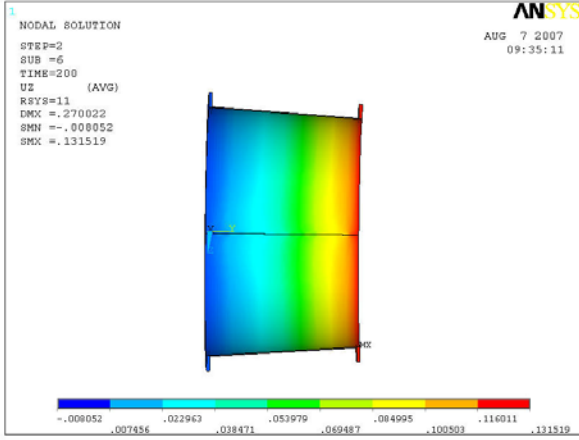 1
NODAL SOLUTION
STEP=2
SUB =6
TIME=200
UZ (AVG)
RSYS=11
DMX =.270022
SMN =-.008052
SMX =.131519
ANSYS
AUG 7 2007
09:35:11
Y
MX
-.008052 .022963 .053979 .084995 .116011
.007456 .038471 .069487 .100503 .131519